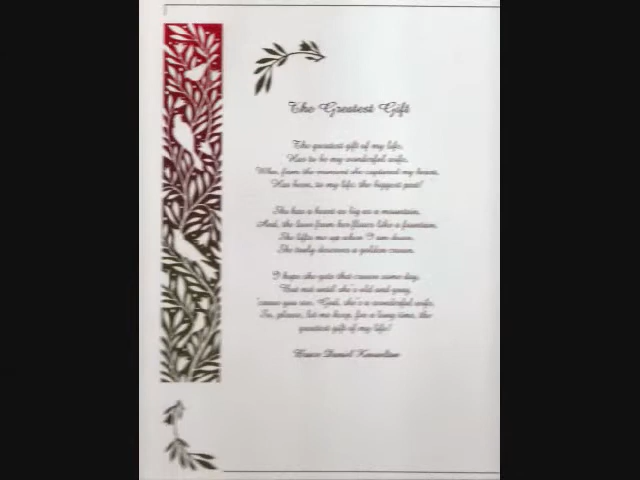 The Greatest Gift
The greatest gift of my life,
Has to be my wonderful wife,
Who, from the moment she captured my heart,
Has been, to my life, the biggest part!
She has a heart as big as a mountain,
And, the love from her flows like a fountain,
She lifts me up when I am down,
She truly deserves a golden crown.
I hope she gets that crown some day,
But not until she's old and gray,
'cause you see, God, she's a wonderful wife,
So, please, let me keep, for a long time, the
greatest gift of my life!
Daniel